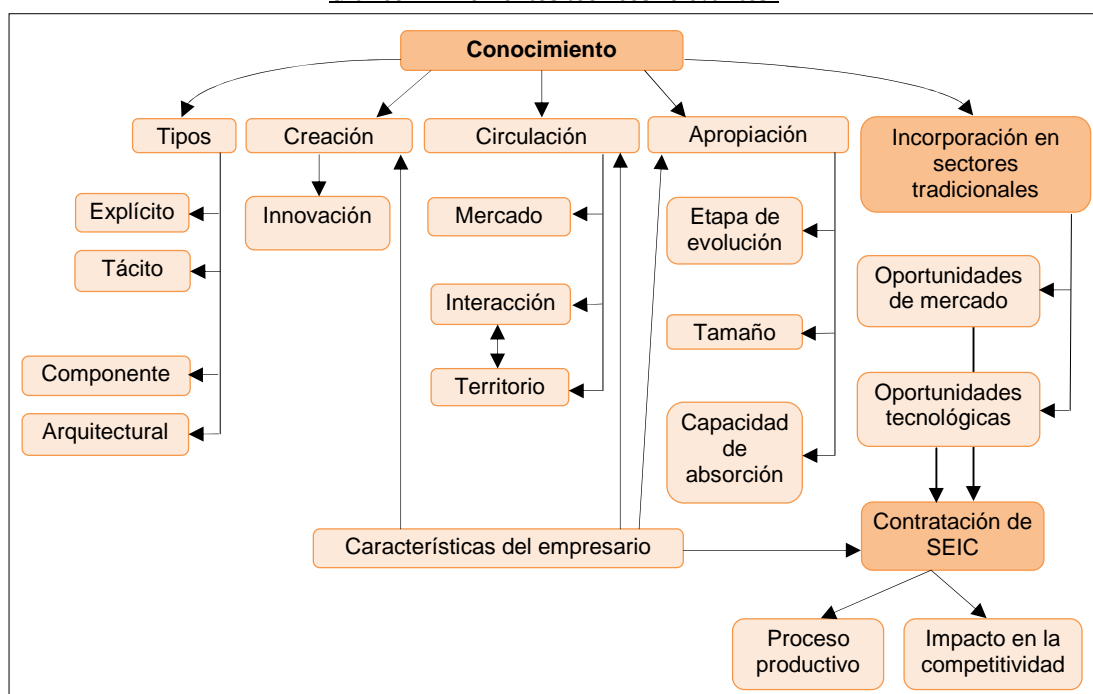 Conocimiento
Tipos
Creación
Circulación
Apropiación
Incorporación en
sectores
tradicionales
Explícito
Tácito
Componente
Arquitectural
Innovación
Mercado
Interacción
Territorio
Etapa de
evolución
Tamaño
Capacidad
de
absorción
Oportunidades
de mercado
Oportunidades
tecnológicas
Características del empresario
Contratación de
SEIC
Proceso
productivo
Impacto en la
competitividad